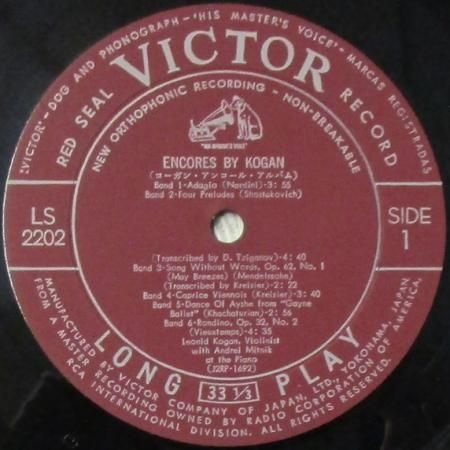 "VICTOR" - DOG AND PHONOGRAPH - "HIS MASTER'S VOICE" - MARCAS REGISTRADAS
RED SEAL VICTOR RECORD
NEW ORTHOPHONIC RECORDING - NON-BREAKABLE
"HIS MASTER'S VOICE"
ENCORES BY KOGAN
(コーガン・アンコール・アルバム)
Band 1-Adagio (Nardini)-3: 55
Band 2-Four Preludes (Shostakovich)
LS
2202
SIDE
1
(Transcribed by D. Tziganov)-4: 40
Band 3-Song Without Words, Op. 62, No. 1
(May Breezes) (Mendelssohn)
(Transcribed by Kreisler)-2: 22
Band 4-Caprice Viennois (Kreisler)-3: 40
Band 5-Dance Of Ayshe from "Gayne
Ballet" (Khachaturian)-2: 56
Band 6-Rondino, Op. 32, No. 2
(Vieuxtemps)-4: 35
Leonid Kogan, Violinist
with Andrei Mitnik
at the Piano
(J2RP-1692)
LONG 33 1/3 PLAY
MANUFACTURED BY VICTOR COMPANY OF JAPAN, LTD., YOKOHAMA, JAPAN
FROM A MASTER RECORDING OWNED BY RADIO CORPORATION OF AMERICA.
RCA INTERNATIONAL DIVISION. ALL RIGHTS RESERVED.